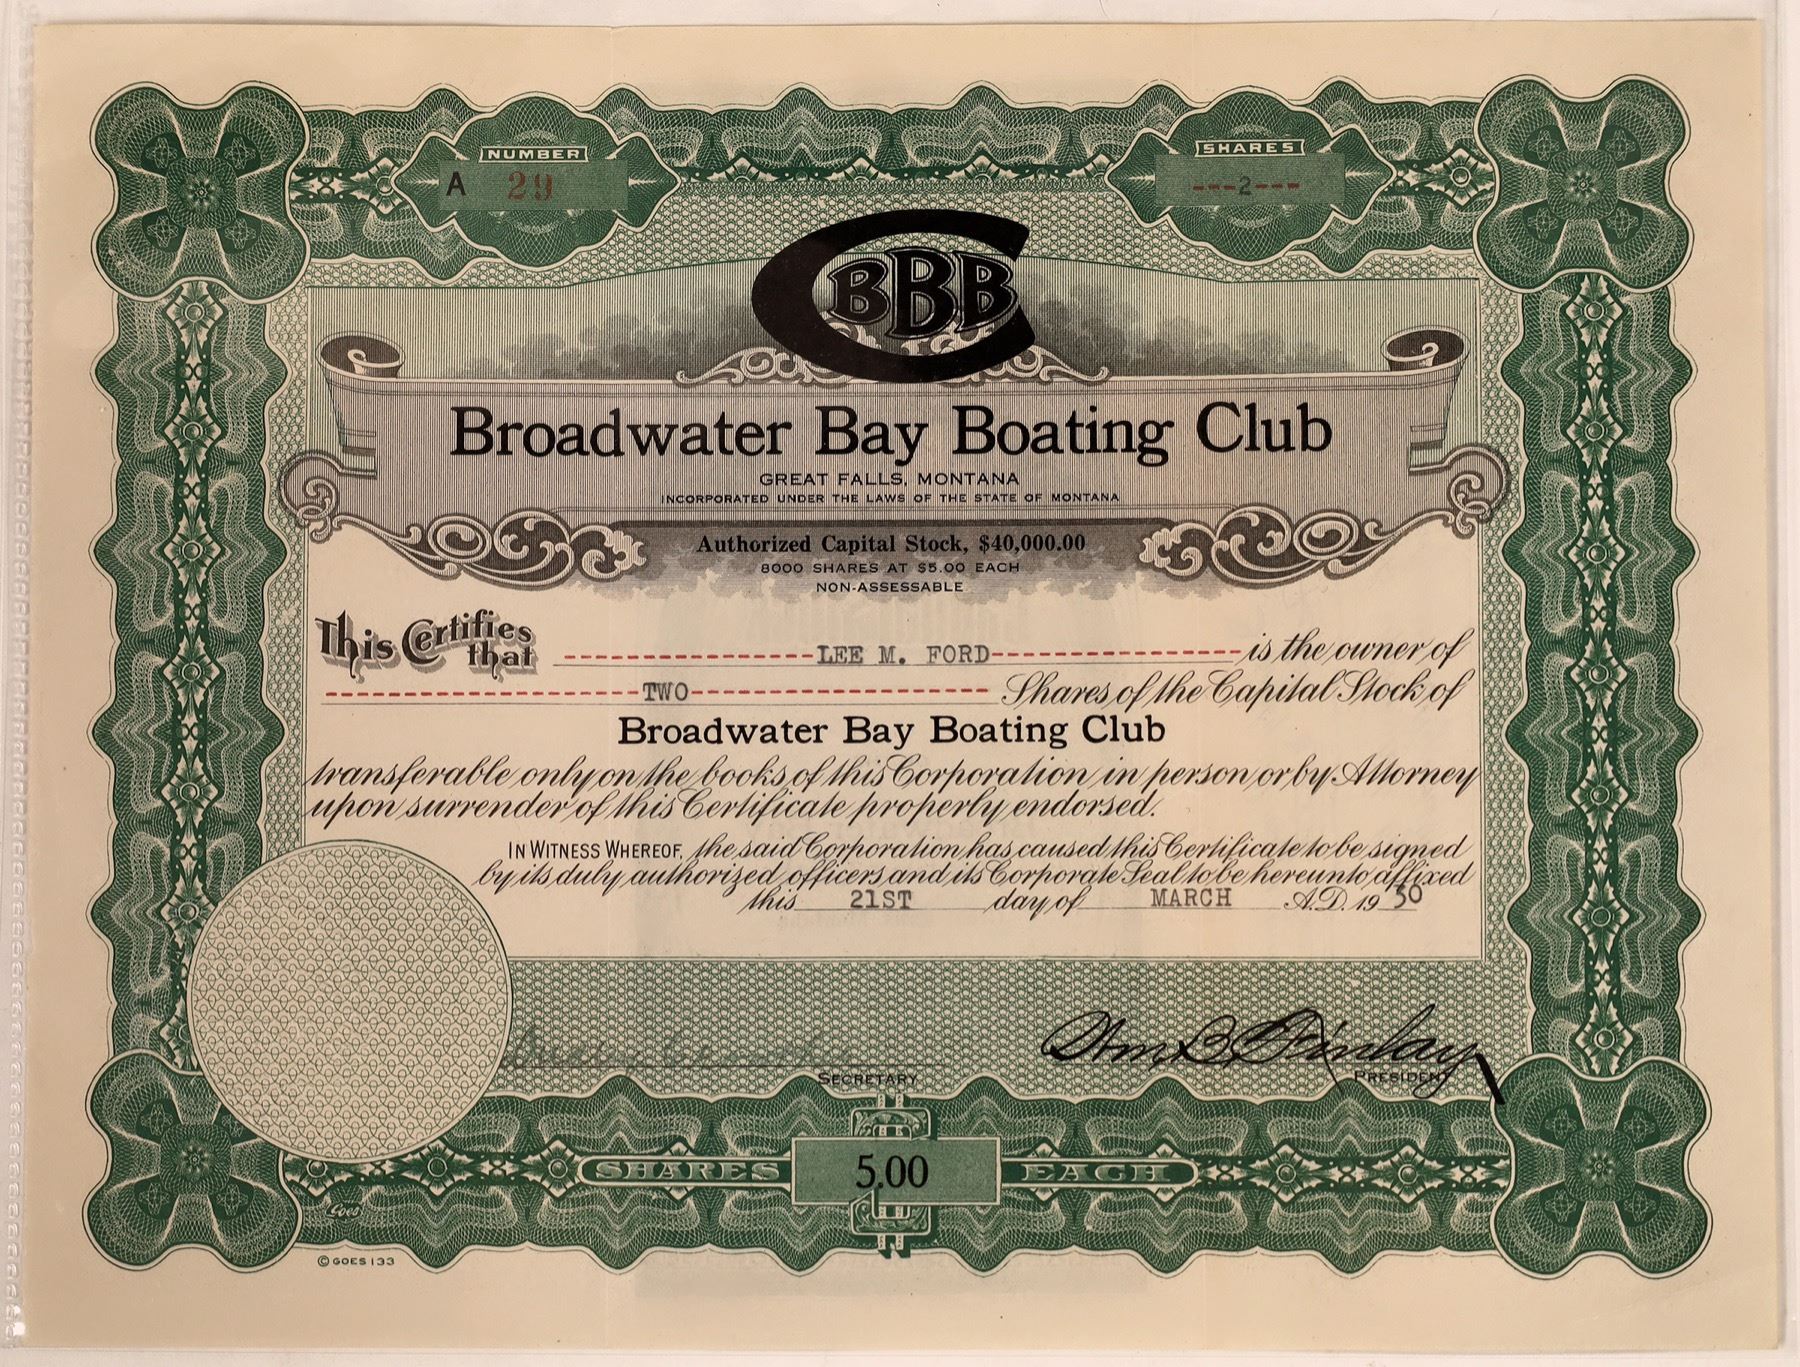 NUMBER
SHARES
A 29
---2---
CBBB
Broadwater Bay Boating Club
GREAT FALLS, MONTANA
INCORPORATED UNDER THE LAWS OF THE STATE OF MONTANA
Authorized Capital Stock, $40,000.00
8000 SHARES AT $5.00 EACH
NON-ASSESSABLE
This Certifies that LEE M. FORD is the owner of
TWO Shares of the Capital Stock of
Broadwater Bay Boating Club
transferable only on the books of this Corporation in person or by Attorney
upon surrender of this Certificate properly endorsed.
IN WITNESS WHEREOF, the said Corporation has caused this Certificate to be signed
by its duly authorized officers and its Corporate Seal to be hereunto affixed
this 21ST day of MARCH A.D. 19 30
Wm. B. Finlay
SECRETARY
PRESIDENT
SHARES 5.00 EACH
Goes
© GOES 133